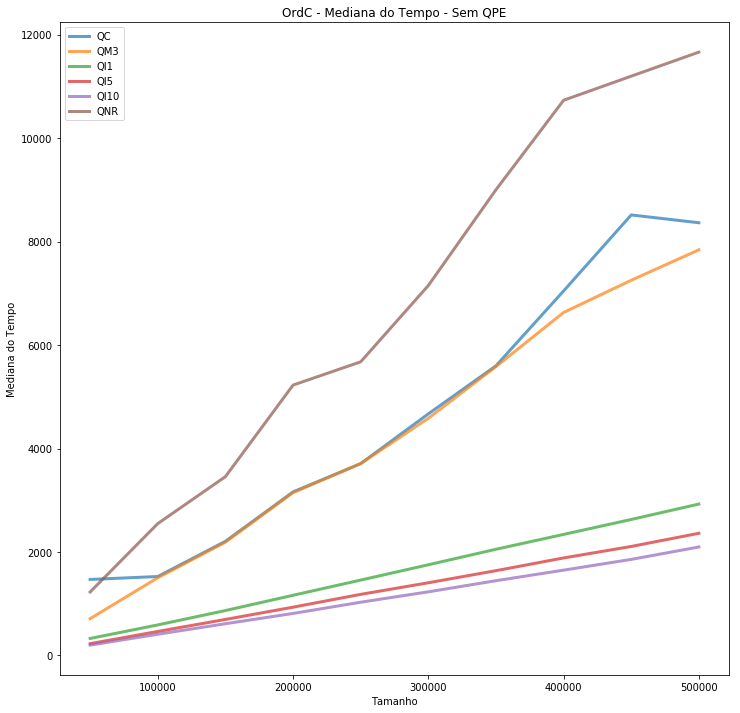 OrdC - Mediana do Tempo - Sem QPE
QC
QM3
QI1
QI5
QI10
QNR
12000
10000
8000
6000
4000
2000
0
Mediana do Tempo
100000
200000
300000
400000
500000
Tamanho